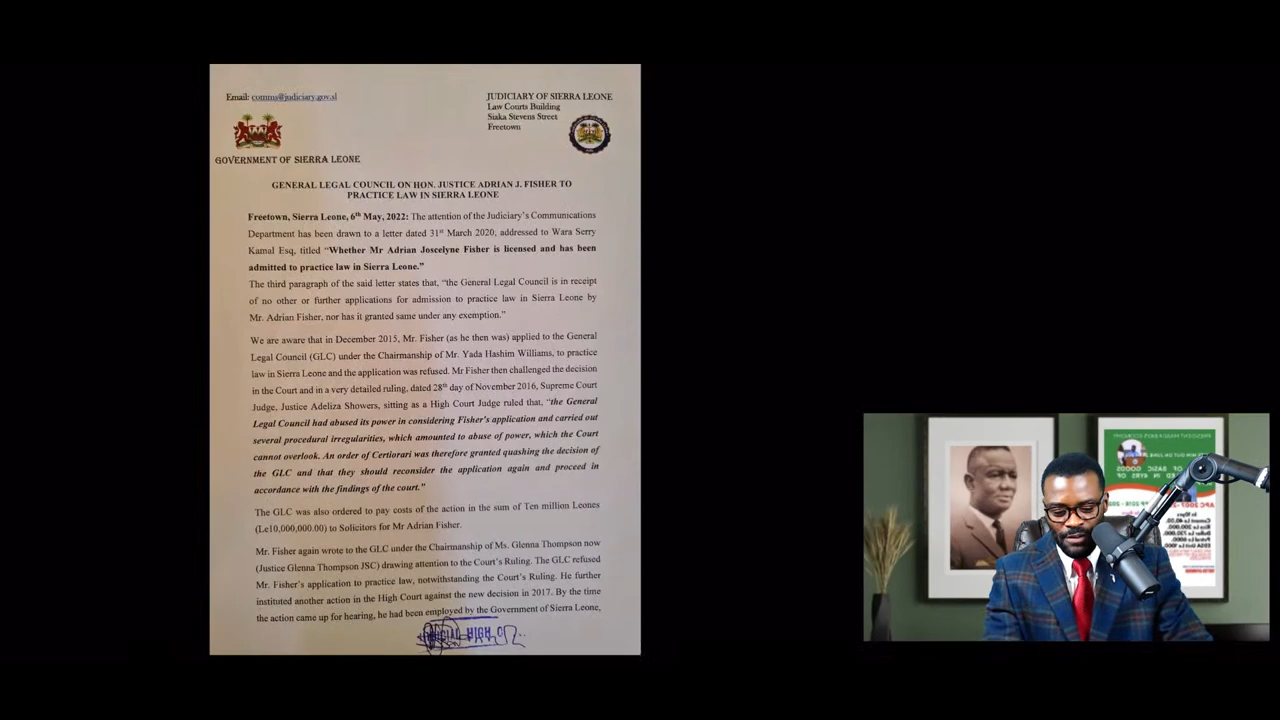 Email: comms@judiciary.gov.sl
JUDICIARY OF SIERRA LEONE
Law Courts Building
Siaka Stevens Street
Freetown
GOVERNMENT OF SIERRA LEONE
GENERAL LEGAL COUNCIL ON HON. JUSTICE ADRIAN J. FISHER TO
PRACTICE LAW IN SIERRA LEONE
Freetown, Sierra Leone, 6th May, 2022: The attention of the Judiciary's Communications
Department has been drawn to a letter dated 31st March 2020, addressed to Wara Serry
Kamal Esq, titled "Whether Mr Adrian Joscelyne Fisher is licensed and has been
admitted to practice law in Sierra Leone."
The third paragraph of the said letter states that, "the General Legal Council is in receipt
of no other or further applications for admission to practice law in Sierra Leone by
Mr. Adrian Fisher, nor has it granted same under any exemption."
We are aware that in December 2015, Mr. Fisher (as he then was) applied to the General
Legal Council (GLC) under the Chairmanship of Mr. Yada Hashim Williams, to practice
law in Sierra Leone and the application was refused. Mr Fisher then challenged the decision
in the Court and in a very detailed ruling, dated 28th day of November 2016, Supreme Court
Judge, Justice Adeliza Showers, sitting as a High Court Judge ruled that, "the General
Legal Council had abused its power in considering Fisher's application and carried out
several procedural irregularities, which amounted to abuse of power, which the Court
cannot overlook. An order of Certiorari was therefore granted quashing the decision of
the GLC and that they should reconsider the application again and proceed in
accordance with the findings of the court."
The GLC was also ordered to pay costs of the action in the sum of Ten million Leones
(Le10,000,000.00) to Solicitors for Mr Adrian Fisher.
Mr. Fisher again wrote to the GLC under the Chairmanship of Ms. Glenna Thompson now
(Justice Glenna Thompson JSC) drawing attention to the Court's Ruling. The GLC refused
Mr. Fisher's application to practice law, notwithstanding the Court's Ruling. He further
instituted another action in the High Court against the new decision in 2017. By the time
the action came up for hearing, he had been employed by the Government of Sierra Leone,
HIGH